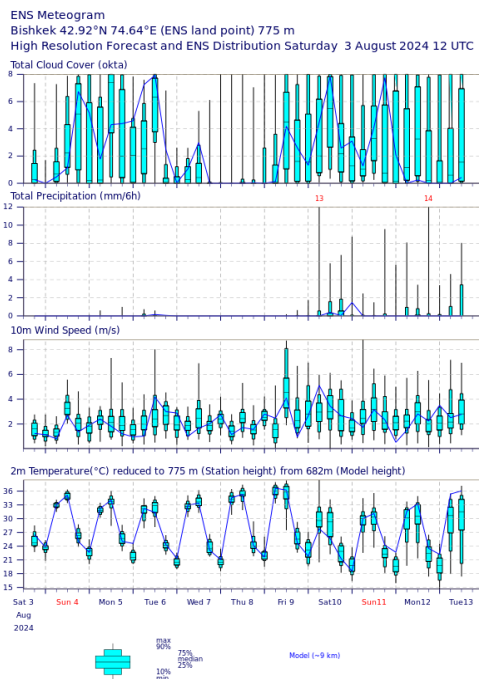 ENS Meteogram
Bishkek 42.92°N 74.64°E (ENS land point) 775 m
High Resolution Forecast and ENS Distribution Saturday 3 August 2024 12 UTC
Total Cloud Cover (okta)
8
6
4
2
0
Total Precipitation (mm/6h)
13
14
12
10
8
6
4
2
0
10m Wind Speed (m/s)
8
6
4
2
2m Temperature(°C) reduced to 775 m (Station height) from 682m (Model height)
36
33
30
27
24
21
18
15
Sat 3
Sun 4
Mon 5
Tue 6
Wed 7
Thu 8
Fri 9
Sat10
Sun11
Mon12
Tue13
Aug
2024
max
90%
75%
median
25%
10%
min
Model (~9 km)